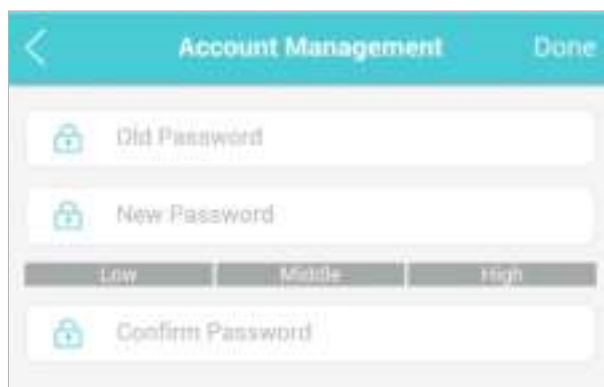 Account Management Done
Old Password
New Password
Low Middle High
Confirm Password